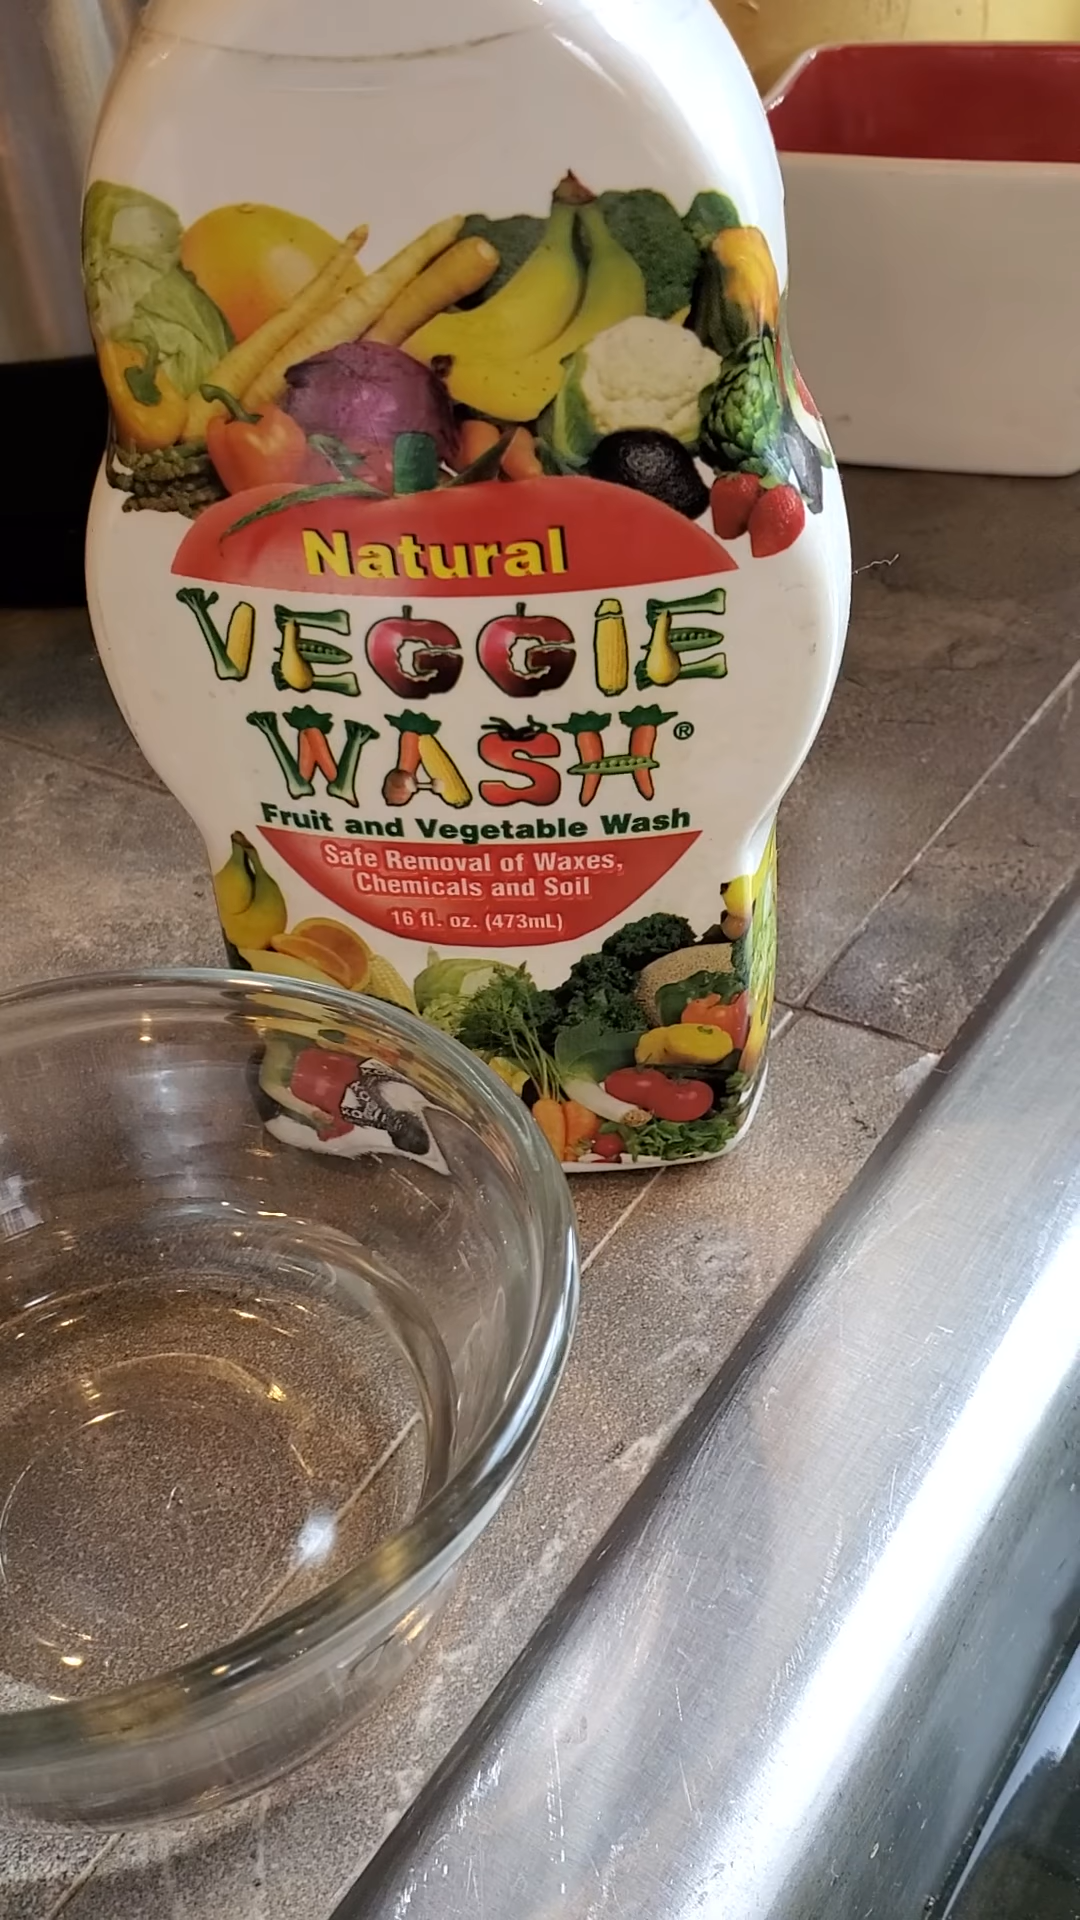 Natural
VEGGIE
WASH®
Fruit and Vegetable Wash
Safe Removal of Waxes,
Chemicals and Soil
16 fl. oz. (473mL)